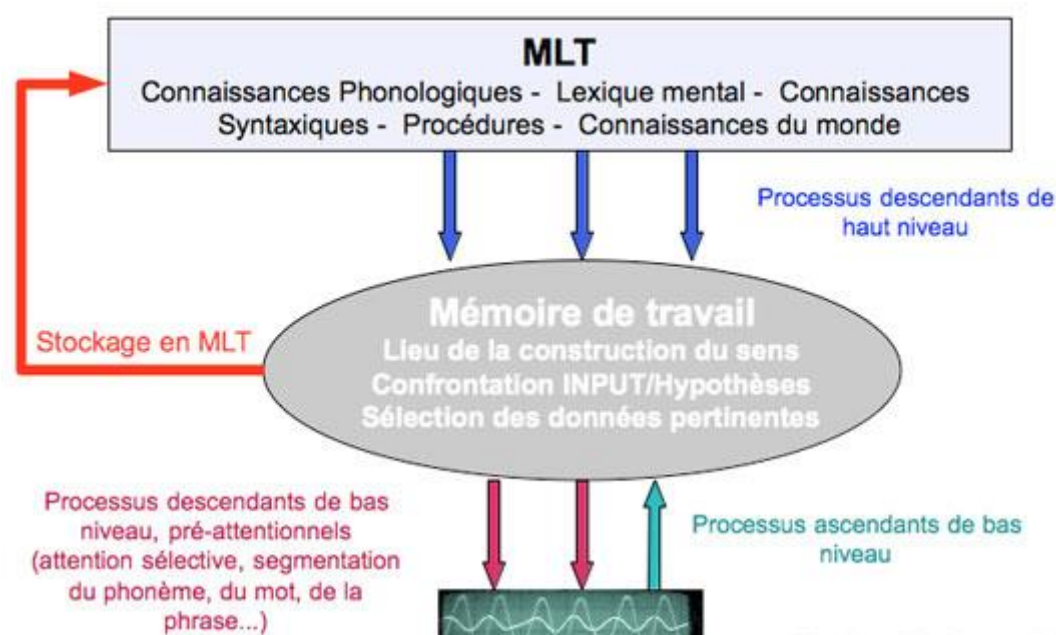 MLT
Connaissances Phonologiques - Lexique mental - Connaissances
Syntaxiques - Procédures - Connaissances du monde
Processus descendants de
haut niveau
Mémoire de travail
Lieu de la construction du sens
Confrontation INPUT/Hypothèses
Sélection des données pertinentes
Stockage en MLT
Processus descendants de bas
niveau, pré-attentionnels
(attention sélective, segmentation
du phonème, du mot, de la
phrase...)
Processus ascendants de bas
niveau